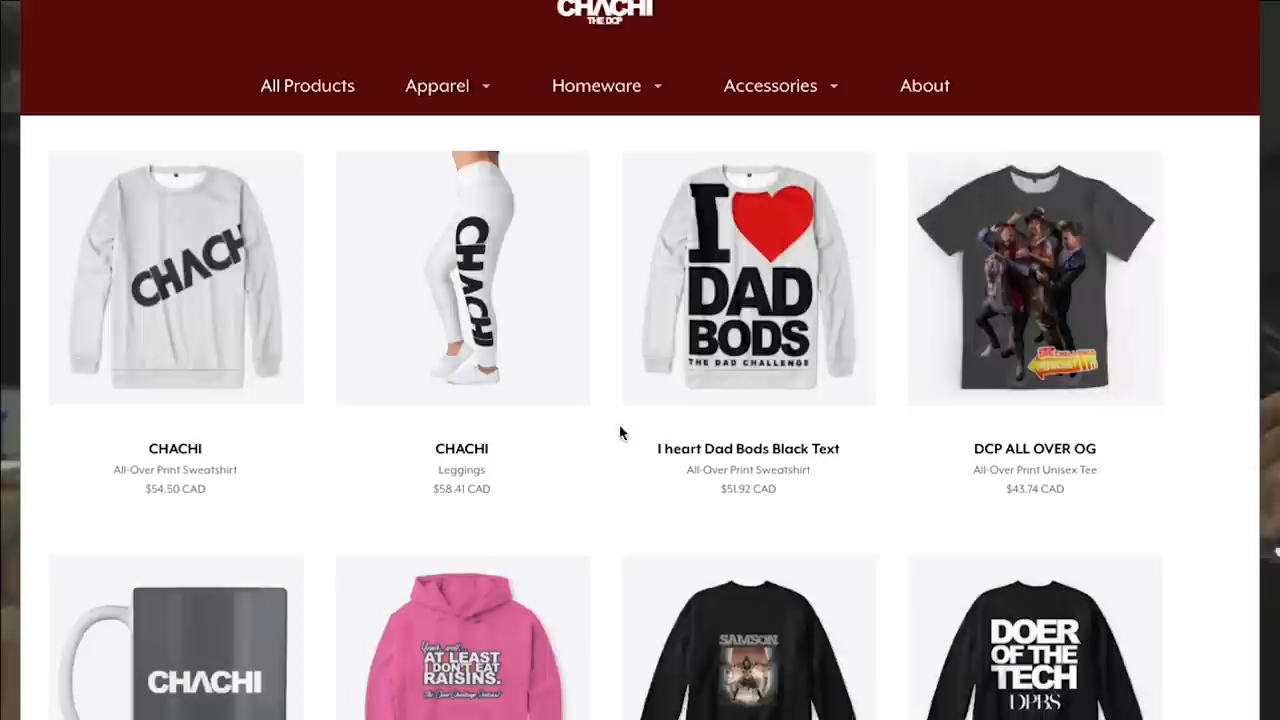 CHACHI
THE DCP
All Products
Apparel
Homeware
Accessories
About
CHACH
CHACHI
I
DAD
BODS
THE DAD CHALLENGE
CHACHI
All-Over Print Sweatshirt
$54.50 CAD
CHACHI
Leggings
$58.41 CAD
I heart Dad Bods Black Text
All-Over Print Sweatshirt
$51.92 CAD
DCP ALL OVER OG
All-Over Print Unisex Tee
$43.74 CAD
CHACHI
AT LEAST
I DON'T EAT
RAISINS.
SAMSON
DOER
OF THE
TECH
DPBS